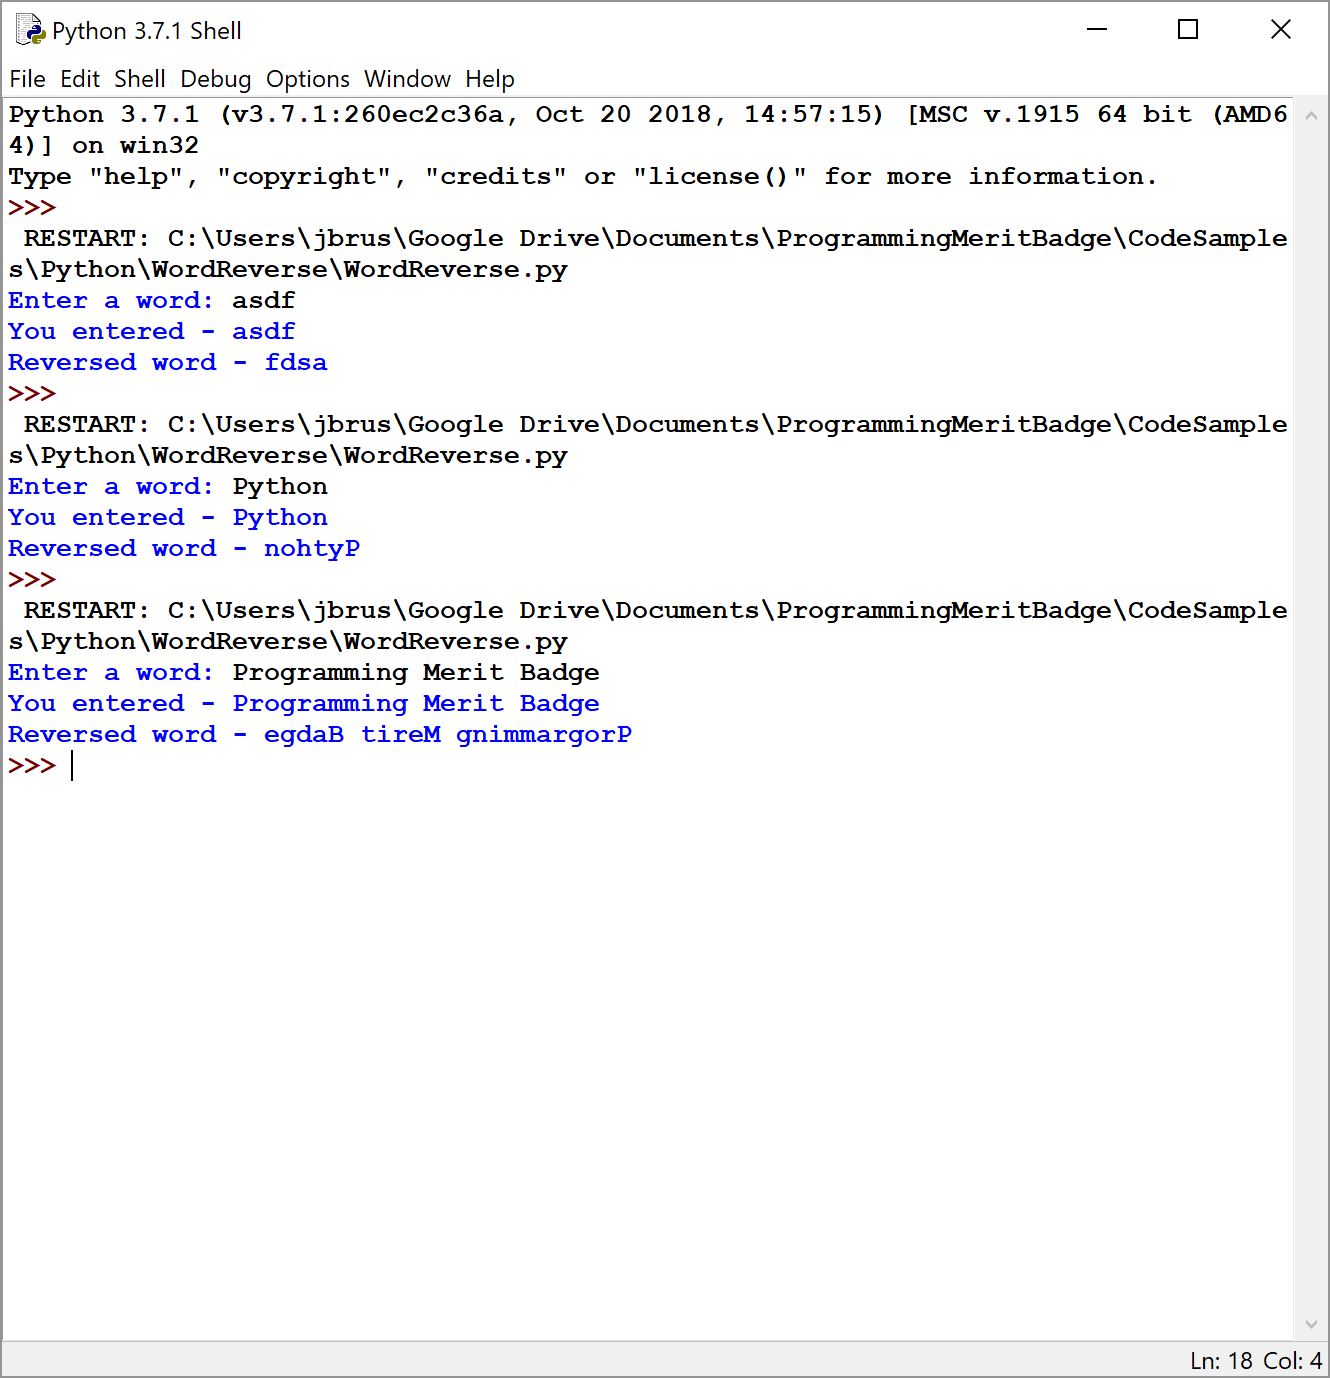 Python 3.7.1 Shell
File Edit Shell Debug Options Window Help
Python 3.7.1 (v3.7.1:260ec2c36a, Oct 20 2018, 14:57:15) [MSC v.1915 64 bit (AMD6
4)] on win32
Type "help", "copyright", "credits" or "license()" for more information.
>>>
 RESTART: C:\Users\jbrus\Google Drive\Documents\ProgrammingMeritBadge\CodeSample
s\Python\WordReverse\WordReverse.py
Enter a word: asdf
You entered - asdf
Reversed word - fdsa
>>>
 RESTART: C:\Users\jbrus\Google Drive\Documents\ProgrammingMeritBadge\CodeSample
s\Python\WordReverse\WordReverse.py
Enter a word: Python
You entered - Python
Reversed word - nohtyP
>>>
 RESTART: C:\Users\jbrus\Google Drive\Documents\ProgrammingMeritBadge\CodeSample
s\Python\WordReverse\WordReverse.py
Enter a word: Programming Merit Badge
You entered - Programming Merit Badge
Reversed word - egdaB tireM gnimmargorP
>>>
Ln: 18 Col: 4